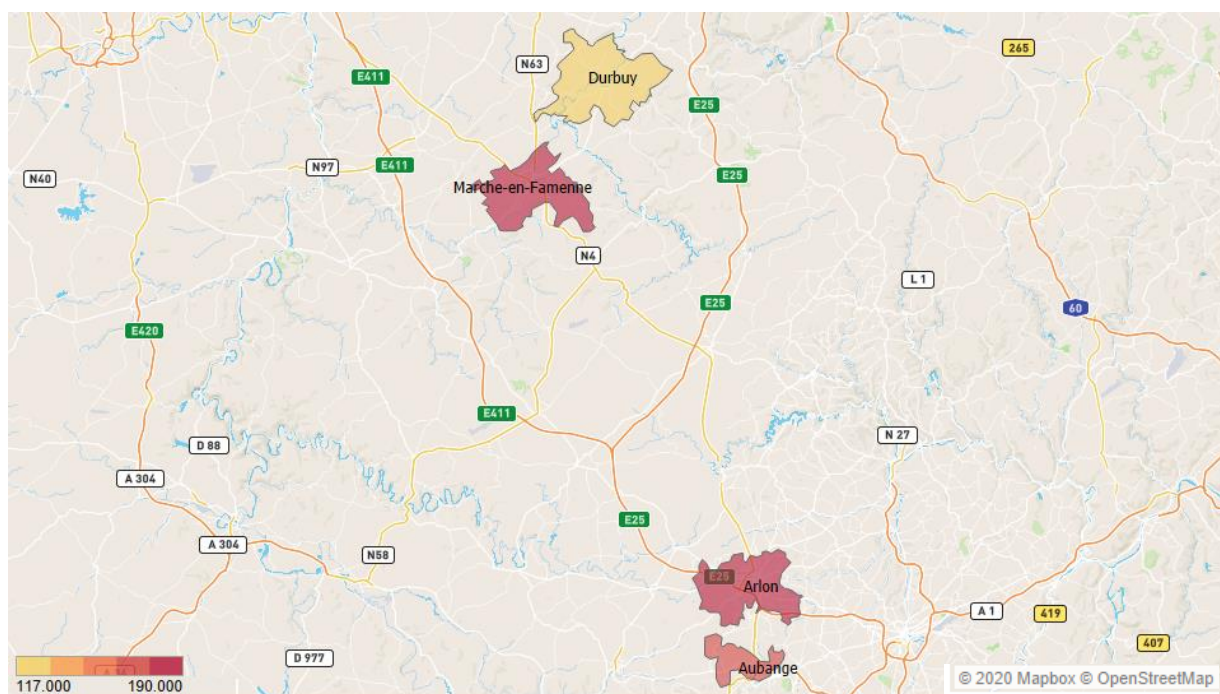 265
N63
Durbuy
E411
E25
E411
N97
N40
E25
Marche-en-Famenne
N4
L 1
E25
60
E420
E411
N 27
D 88
A 304
E25
A 304
N58
E25
Arlon
A 1
419
407
D 977
Aubange
117.000 190.000
© 2020 Mapbox © OpenStreetMap